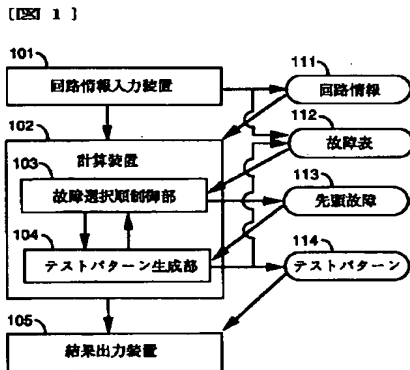 【図1】
101
回路情報入力装置
111
回路情報
102
計算装置
112
故障表
103
故障選択順制御部
113
先頭故障
104
テストパターン生成部
114
テストパターン
105
結果出力装置